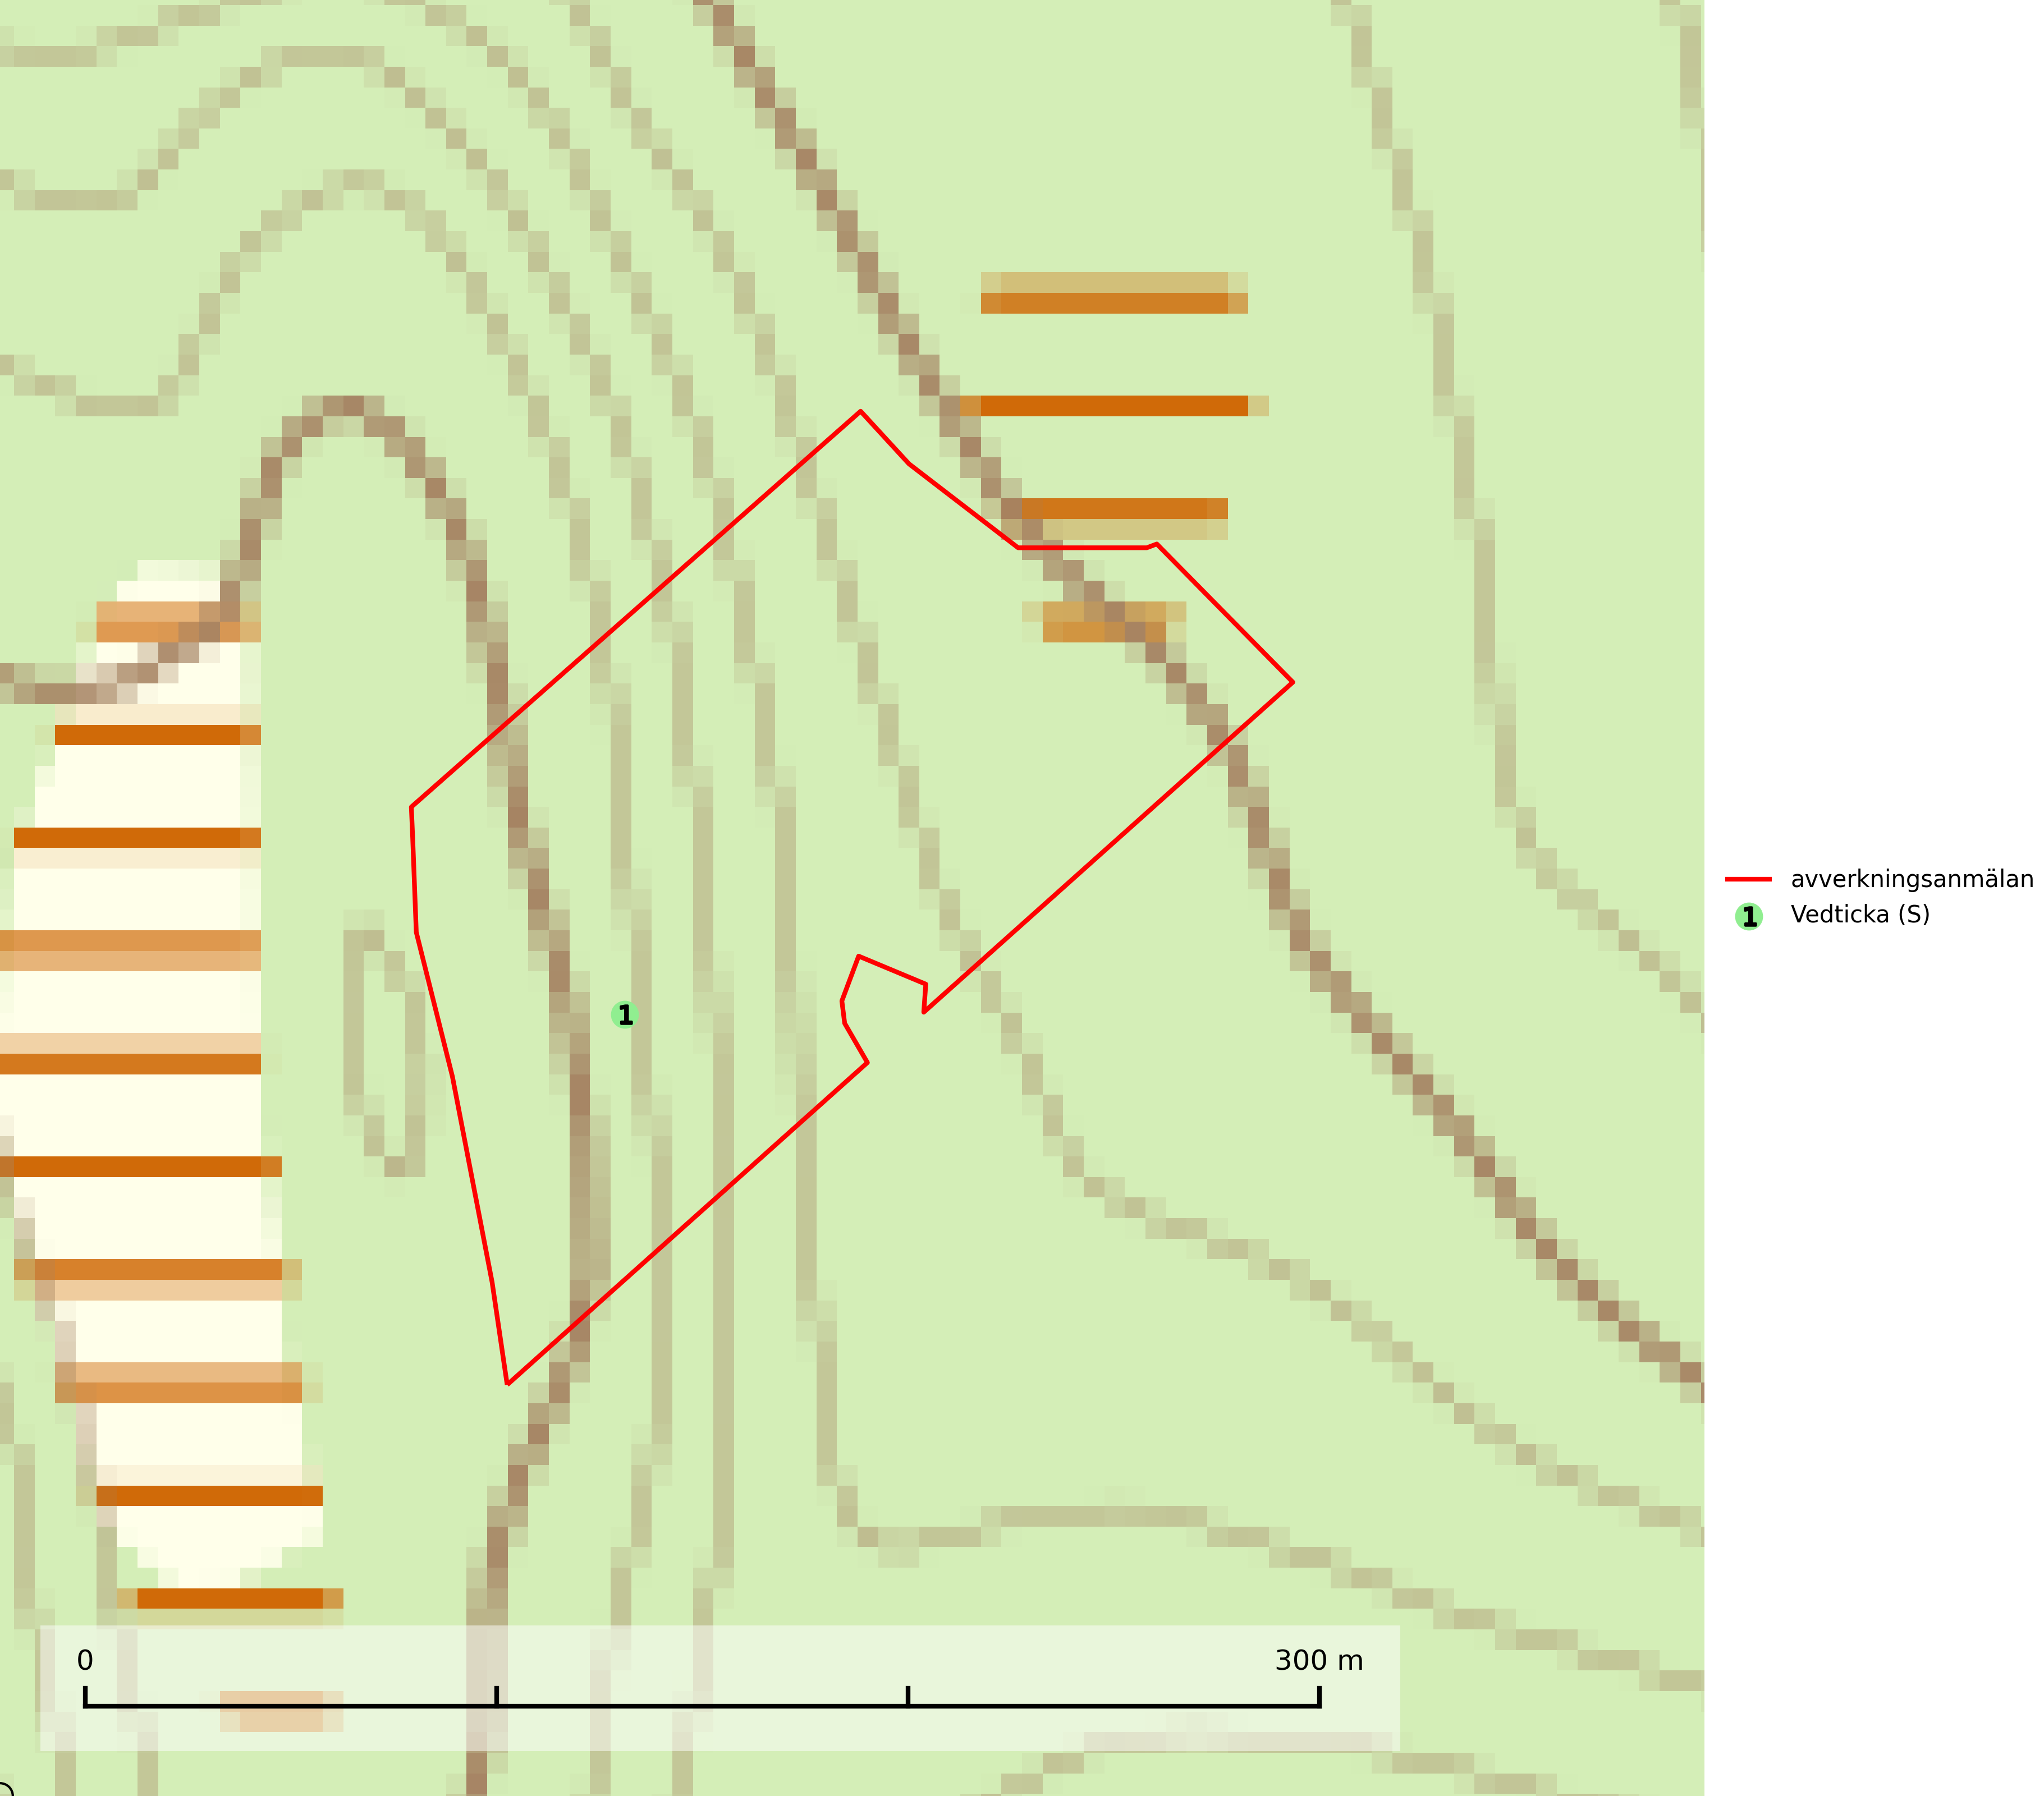 avverkningsanmälan
1 Vedticka (S)
1
0 300 m